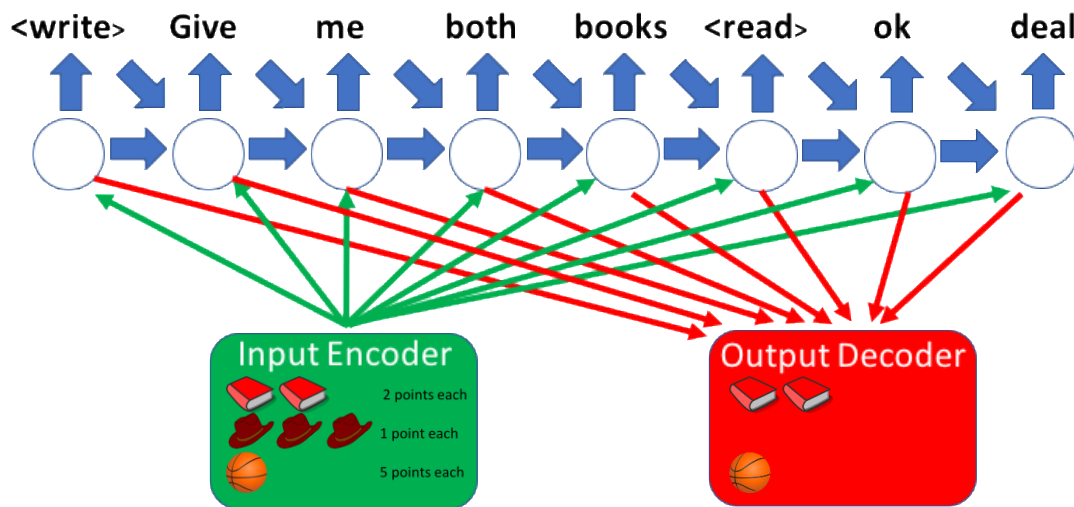 <write> Give me both books <read> ok deal
Input Encoder
2 points each
1 point each
5 points each
Output Decoder